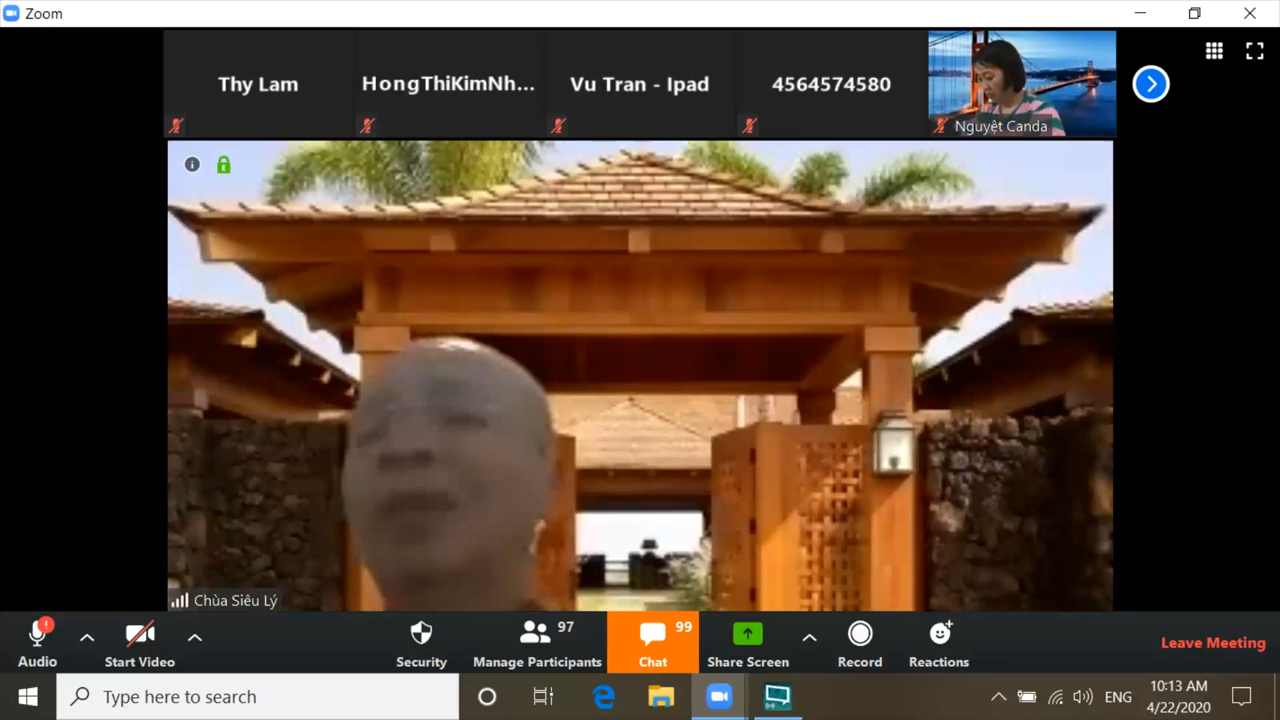 Zoom
Thy Lam
HongThiKimNh...
Vu Tran - Ipad
4564574580
Nguyệt Canda
Chùa Siêu Lý
97
99
Audio
Start Video
Security
Manage Participants
Chat
Share Screen
Record
Reactions
Leave Meeting
Type here to search
ENG
10:13 AM
4/22/2020